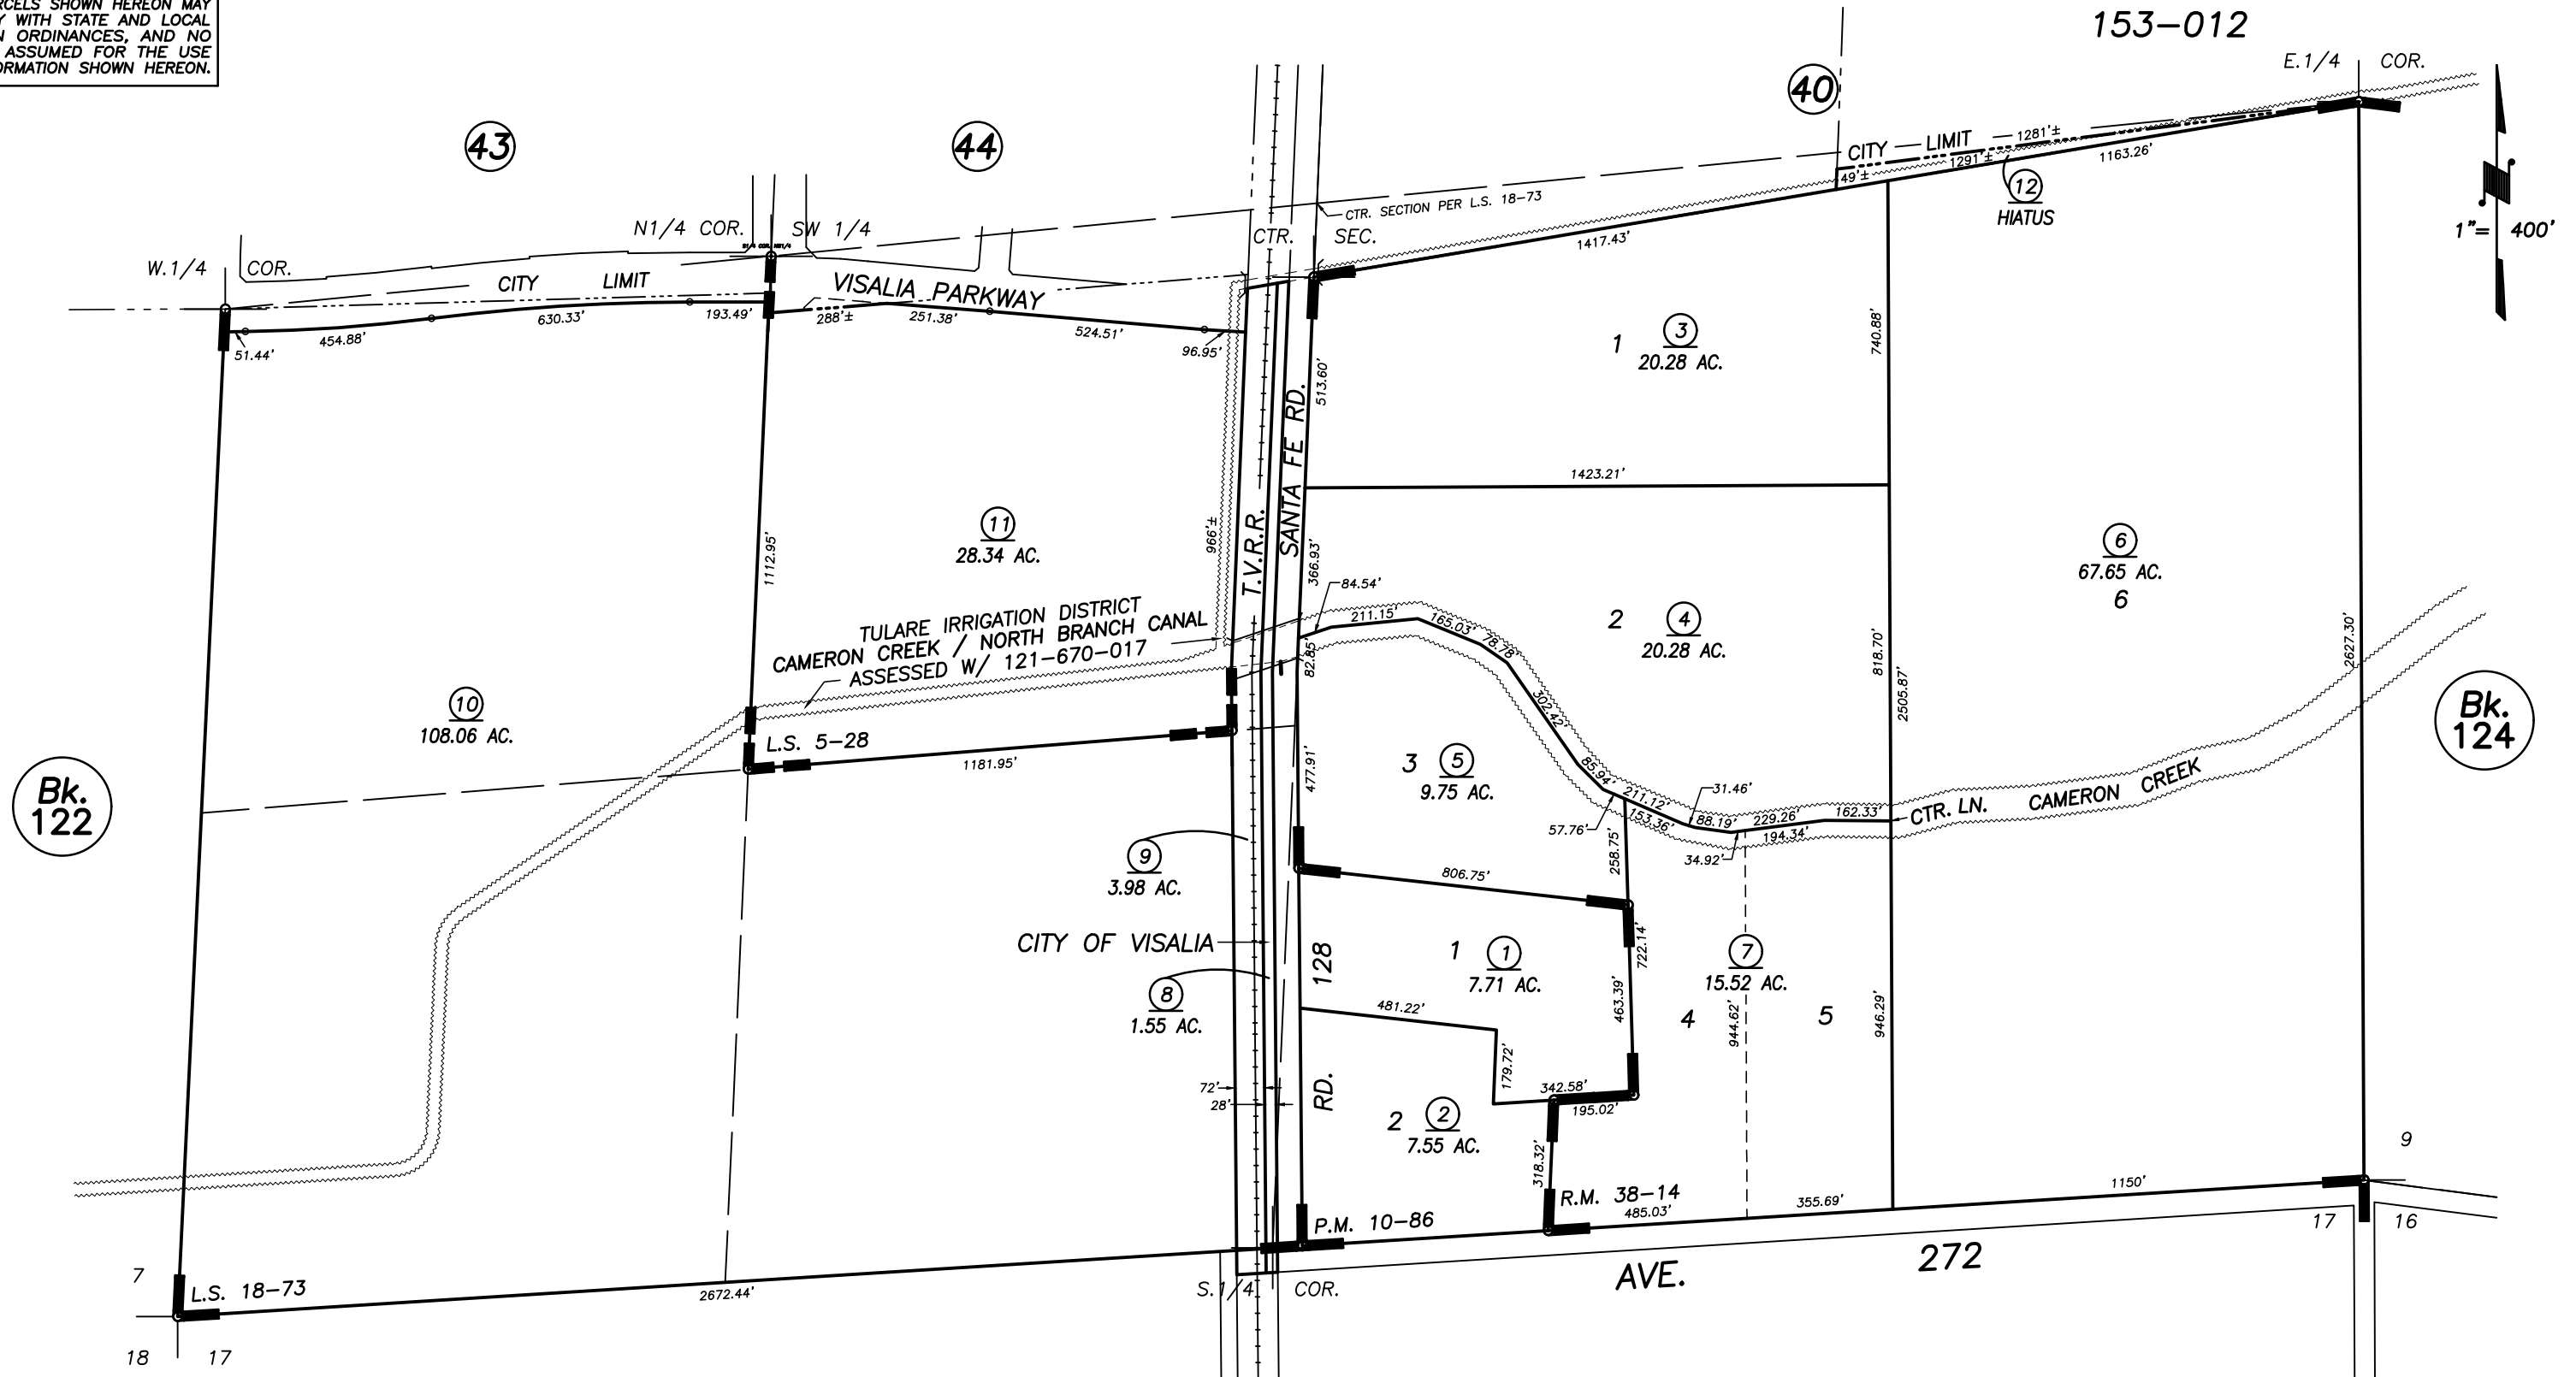 RCELS SHOWN HEREON MAY
WITH STATE AND LOCAL
ORDINANCES, AND NO
ASSUMED FOR THE USE
ORMATION SHOWN HEREON.
153-012
E.1/4 COR.
40
43
44
CITY LIMIT
1281'±
1291'±
49'±
1163.26'
12
HIATUS
1"= 400'
CTR. SECTION PER L.S. 18-73
N1/4 COR.
SW 1/4
CTR. SEC.
1417.43'
W.1/4 COR.
CITY LIMIT
VISALIA PARKWAY
51.44'
454.88'
630.33'
193.49'
288'±
251.38'
524.51'
96.95'
1 3
20.28 AC.
740.88'
513.60'
SANTA FE RD.
T.V.R.R.
1423.21'
11
28.34 AC.
1112.95'
966'±
366.93'
6
67.65 AC.
6
2 4
20.28 AC.
84.54'
211.15'
165.03'
78.78'
302.42'
85.94'
82.85'
818.70'
2505.87'
2627.30'
TULARE IRRIGATION DISTRICT
CAMERON CREEK / NORTH BRANCH CANAL
ASSESSED W/ 121-670-017
10
108.06 AC.
L.S. 5-28
1181.95'
477.91'
3 5
9.75 AC.
Bk.
122
Bk.
124
211.12'
31.46'
57.76'
153.36'
88.19'
229.26'
162.33'
34.92'
194.34'
CTR. LN. CAMERON CREEK
258.75'
9
3.98 AC.
806.75'
CITY OF VISALIA
128
1 1
7.71 AC.
722.14'
463.39'
7
15.52 AC.
8
1.55 AC.
481.22'
179.72'
4
944.62'
5
946.29'
72'
28'
RD.
342.58'
195.02'
2 2
7.55 AC.
318.32'
9
R.M. 38-14
485.03'
355.69'
1150'
P.M. 10-86
17 16
AVE. 272
7
L.S. 18-73
2672.44'
S.1/4 COR.
18 17